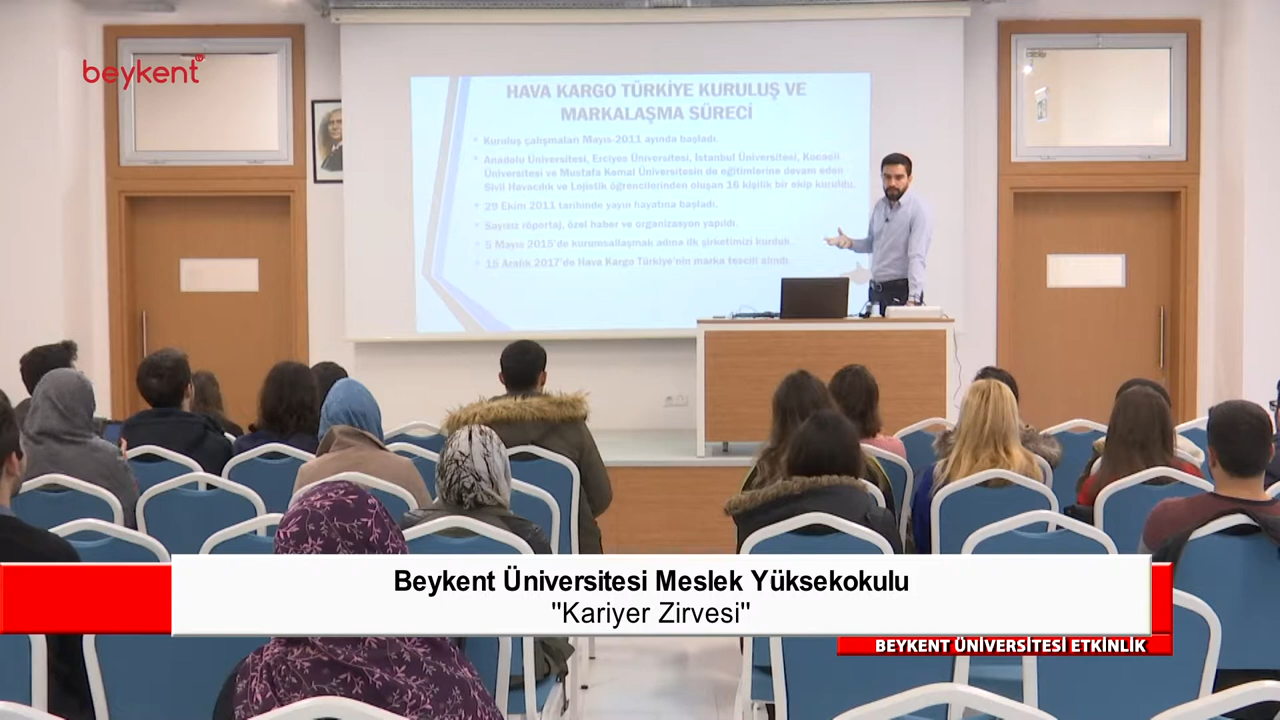 beykent
HAVA KARGO TÜRKİYE KURULUŞ VE
MARKALAŞMA SÜRECİ
Kuruluş çalışmaları Mayıs-2011 ayında başladı.
Anadolu Üniversitesi, Erciyes Üniversitesi, İstanbul Üniversitesi, Kocaeli
Üniversitesi ve Mustafa Kemal Üniversitesin de eğitimlerine devam eden
Sivil Havacılık ve Lojistik öğrencilerinden oluşan 16 kişilik bir ekip kuruldu.
29 Ekim 2011 tarihinde yayın hayatına başladı.
Sayısız röportaj, özel haber ve organizasyon yapıldı.
5 Mayıs 2015'de kurumsallaşmak adına ilk şirketimizi kurduk.
15 Aralık 2017'de Hava Kargo Türkiye'nin marka tescili alındı
Beykent Üniversitesi Meslek Yüksekokulu
"Kariyer Zirvesi"
BEYKENT ÜNİVERSİTESİ ETKİNLİK